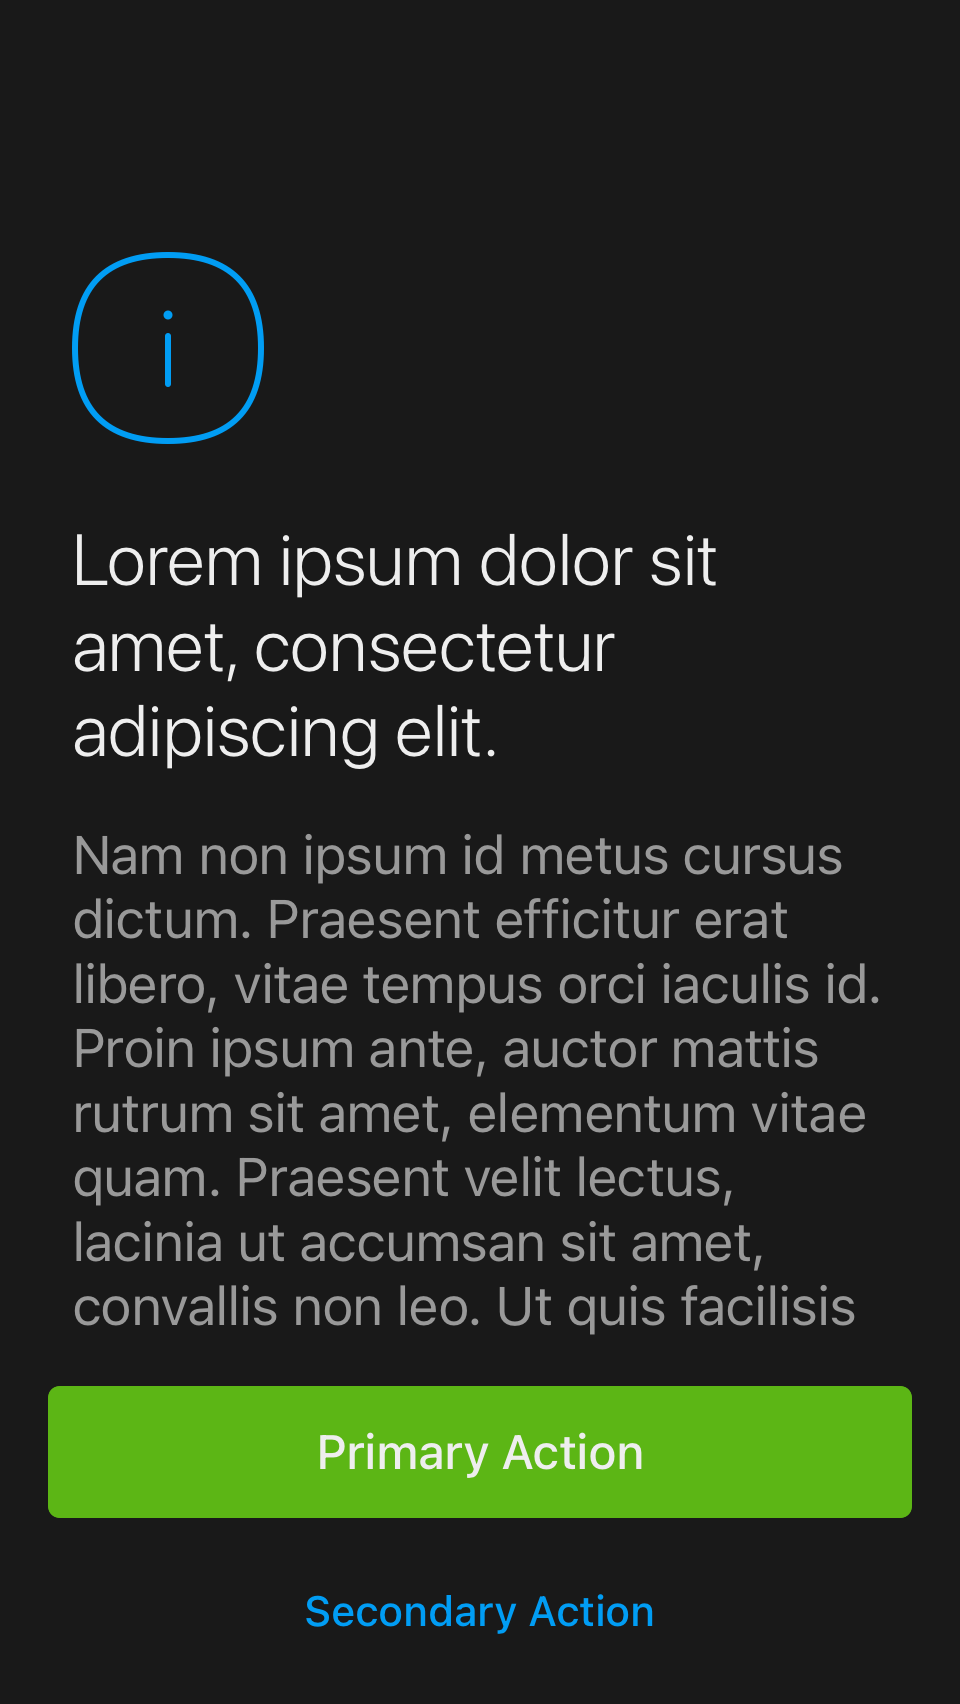 Lorem ipsum dolor sit
amet, consectetur
adipiscing elit.
Nam non ipsum id metus cursus
dictum. Praesent efficitur erat
libero, vitae tempus orci iaculis id.
Proin ipsum ante, auctor mattis
rutrum sit amet, elementum vitae
quam. Praesent velit lectus,
lacinia ut accumsan sit amet,
convallis non leo. Ut quis facilisis
Primary Action
Secondary Action